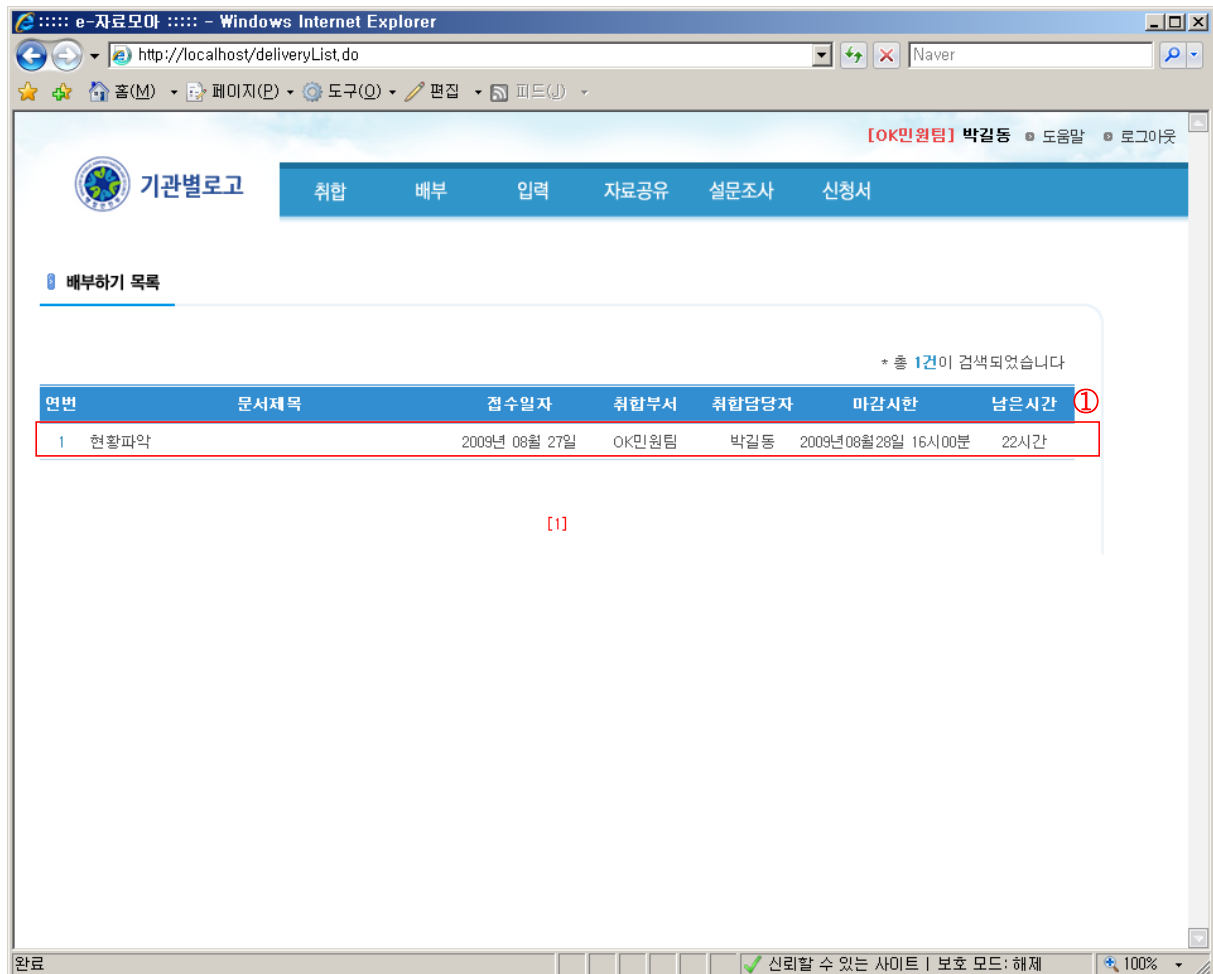 ::::: e-자료모아 ::::: - Windows Internet Explorer
http://localhost/deliveryList.do
Naver
홈(M) 페이지(P) 도구(O) 편집 피드(J)
[OK민원팀] 박길동 도움말 로그아웃
기관별로고 취합 배부 입력 자료공유 설문조사 신청서
배부하기 목록
* 총 1건이 검색되었습니다
연번 문서제목 접수일자 취합부서 취합담당자 마감시한 남은시간 ①
1 현황파악 2009년 08월 27일 OK민원팀 박길동 2009년08월28일 16시00분 22시간
[1]
완료 신뢰할 수 있는 사이트 | 보호 모드: 해제 100%